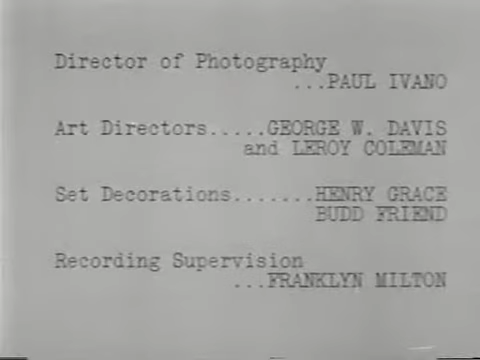 Director of Photography
...PAUL IVANO
Art Directors.....GEORGE W. DAVIS
and LEROY COLEMAN
Set Decorations.......HENRY GRACE
BUDD FRIEND
Recording Supervision
...FRANKLYN MILTON